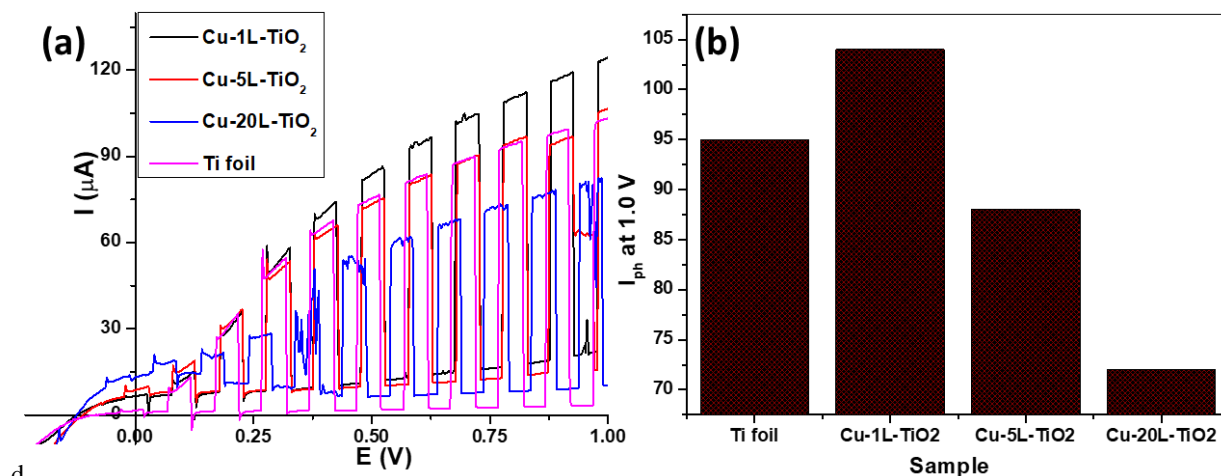 (a)
Cu-1L-TiO₂
Cu-5L-TiO₂
Cu-20L-TiO₂
Ti foil
I (μA)
120
90
60
30
0
0.00 0.25 0.50 0.75 1.00
E (V)
(b)
I_ph at 1.0 V
105
100
95
90
85
80
75
70
Ti foil Cu-1L-TiO2 Cu-5L-TiO2 Cu-20L-TiO2
Sample
d